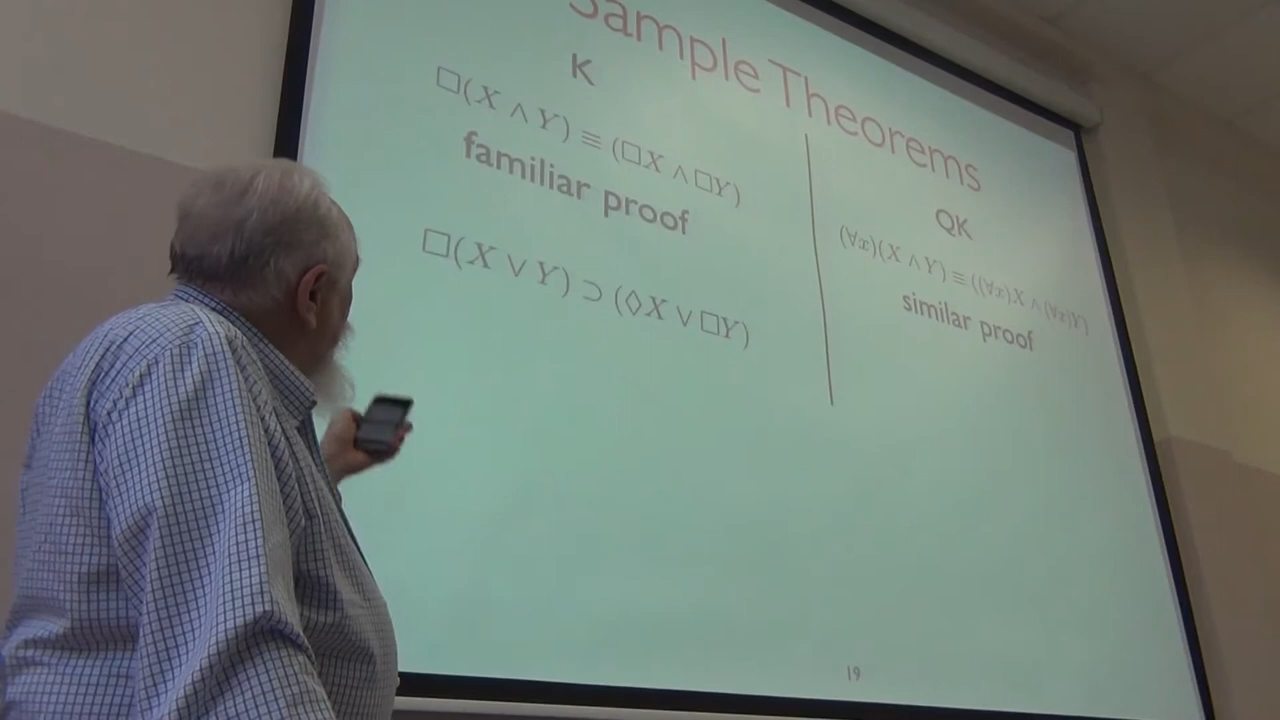 Sample Theorems
K
□(X ∧ Y) ≡ (□X ∧ □Y)
familiar proof
□(X ∨ Y) ⊃ (◊X ∨ □Y)
QK
(∀x)(X ∧ Y) ≡ ((∀x)X ∧ (∀x)Y)
similar proof
19